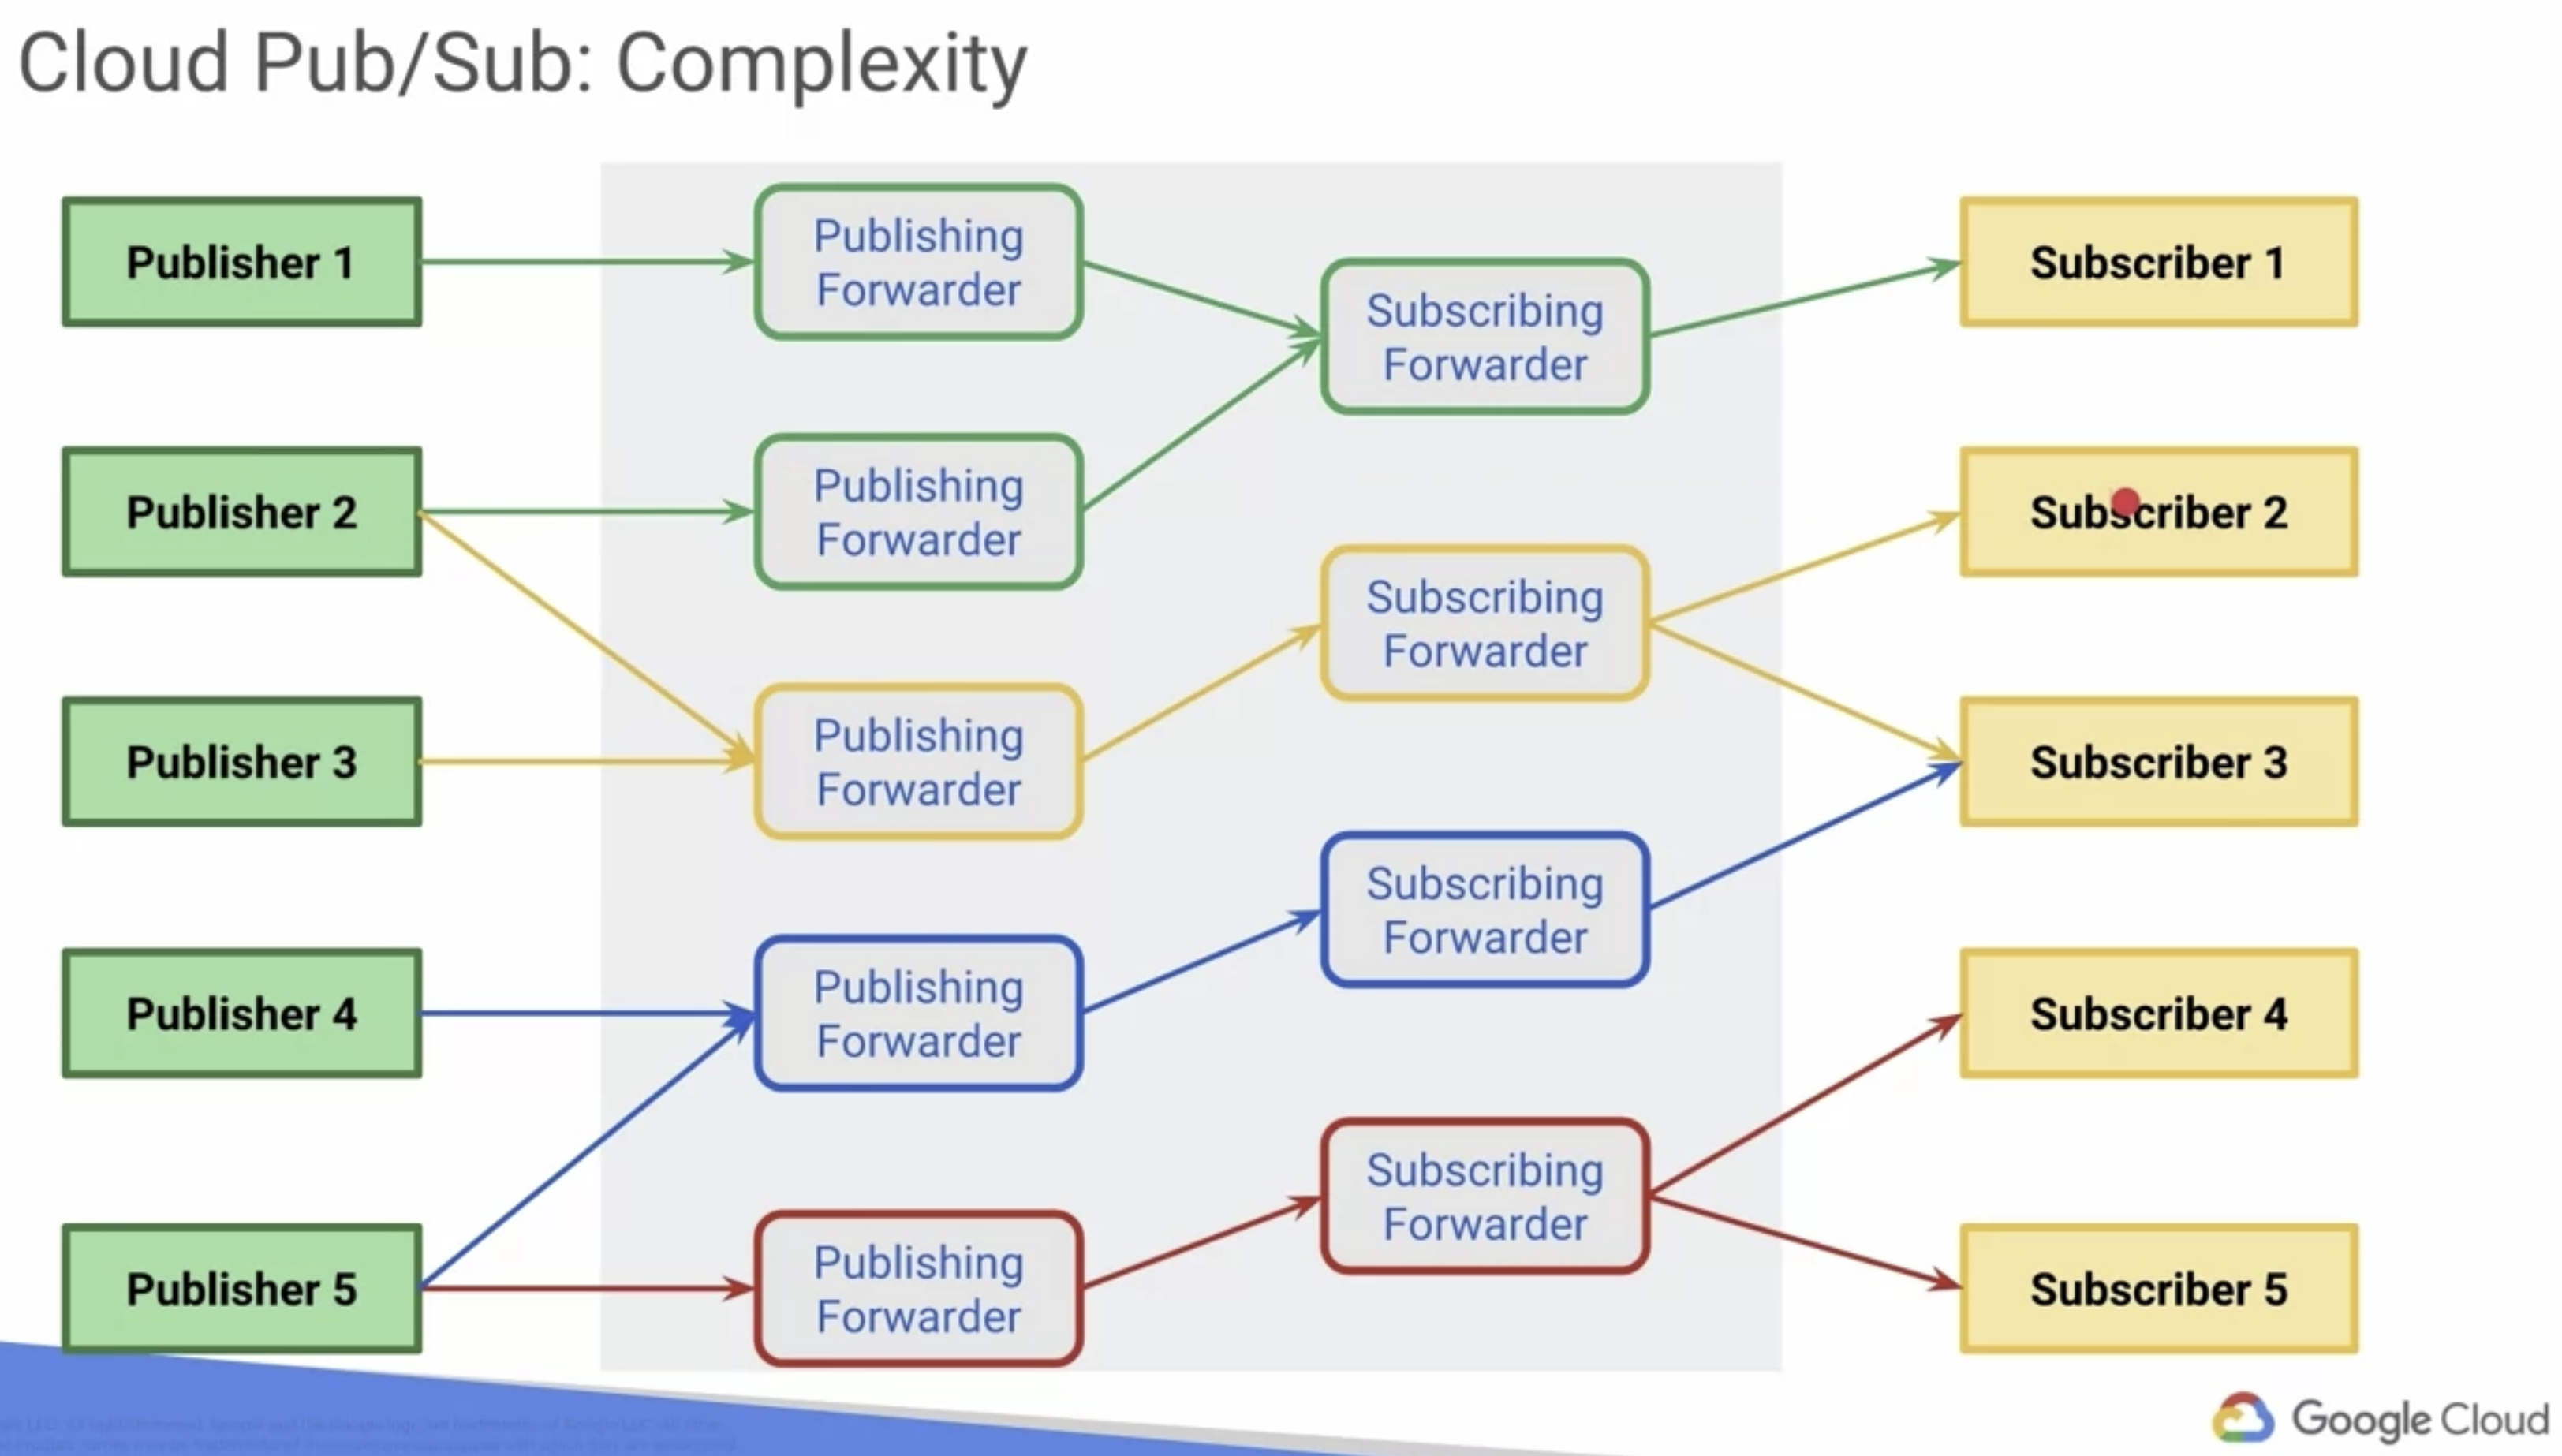 Cloud Pub/Sub: Complexity
Publisher 1
Publishing
Forwarder
Subscribing
Forwarder
Subscriber 1
Publisher 2
Publishing
Forwarder
Subscribing
Forwarder
Subscriber 2
Publisher 3
Publishing
Forwarder
Subscribing
Forwarder
Subscriber 3
Publisher 4
Publishing
Forwarder
Subscribing
Forwarder
Subscriber 4
Publisher 5
Publishing
Forwarder
Subscriber 5
Google Cloud